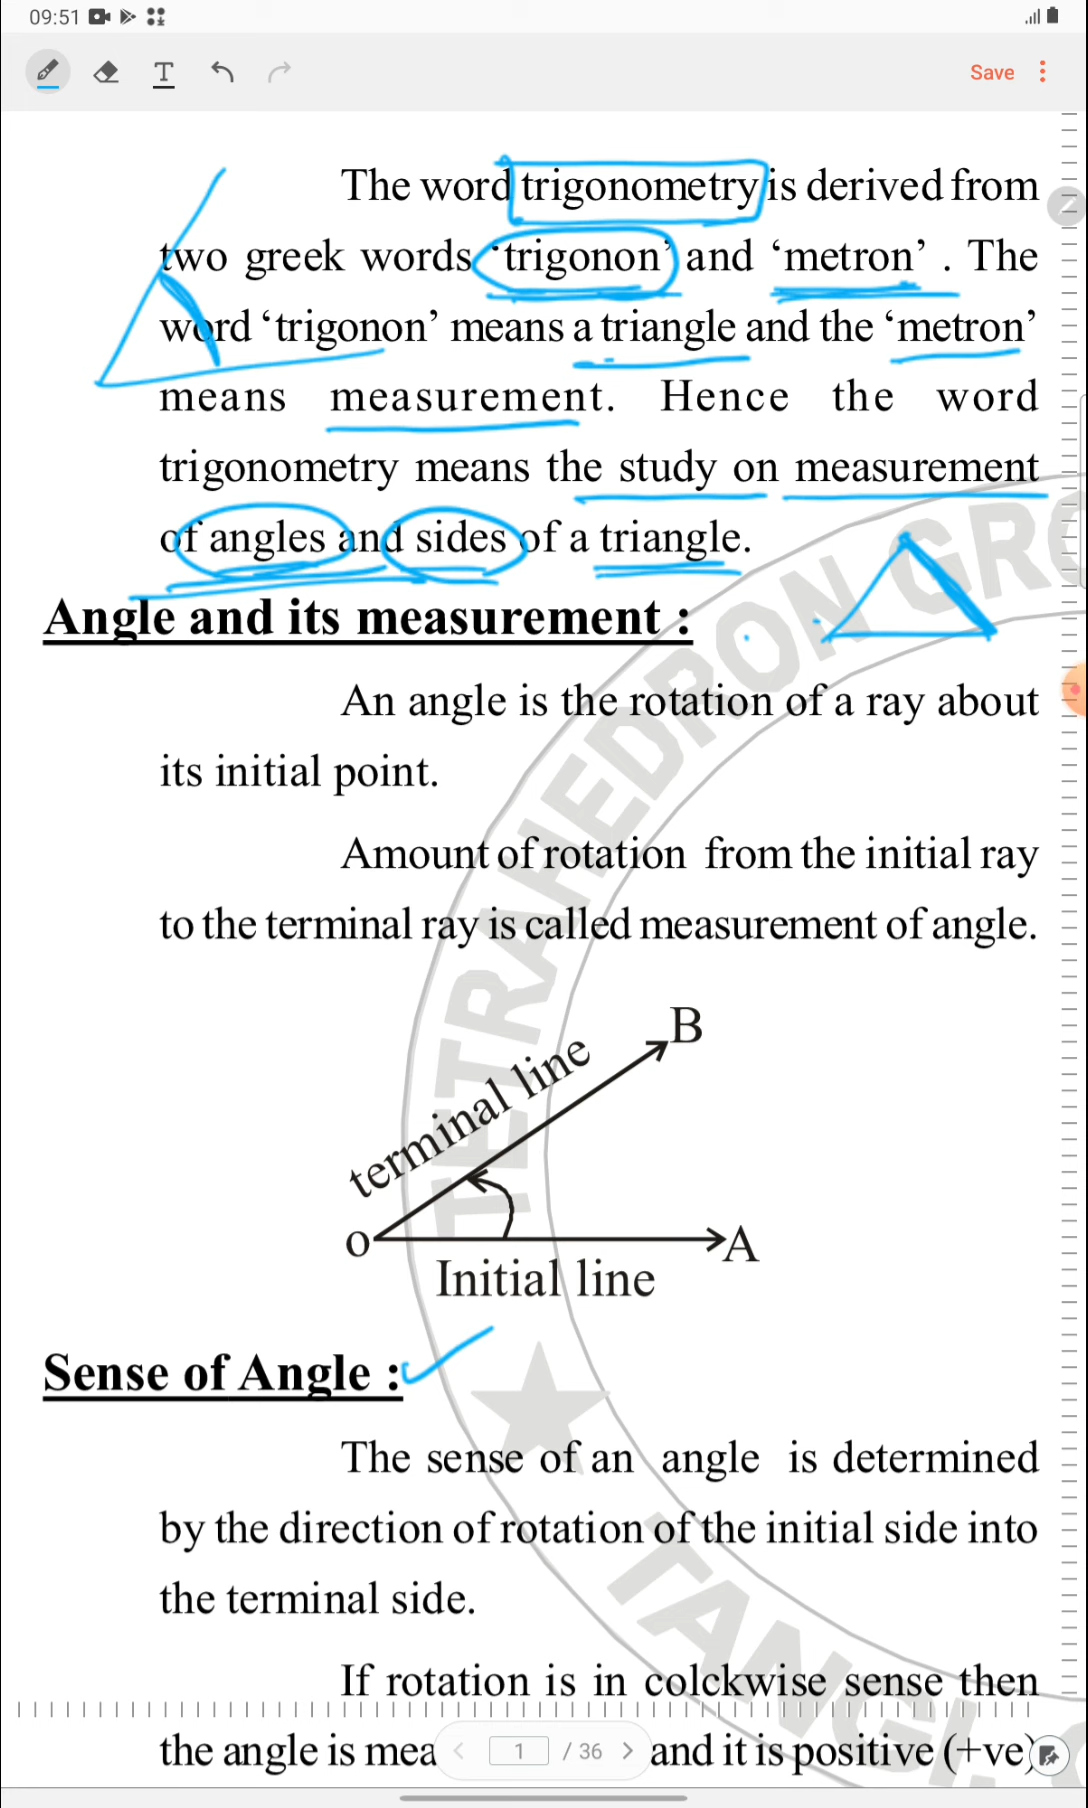 09:51
T
Save
The word trigonometry is derived from
two greek words ‘trigonon’ and ‘metron’ . The
word ‘trigonon’ means a triangle and the ‘metron’
means measurement. Hence the word
trigonometry means the study on measurement
of angles and sides of a triangle.
Angle and its measurement :
An angle is the rotation of a ray about
its initial point.
Amount of rotation from the initial ray
to the terminal ray is called measurement of angle.
B
terminal line
o
A
Initial line
Sense of Angle :
The sense of an angle is determined
by the direction of rotation of the initial side into
the terminal side.
If rotation is in colckwise sense then
the angle is mea
1 / 36
and it is positive (+ve)
TETRAHEDRON GRO
TANGI